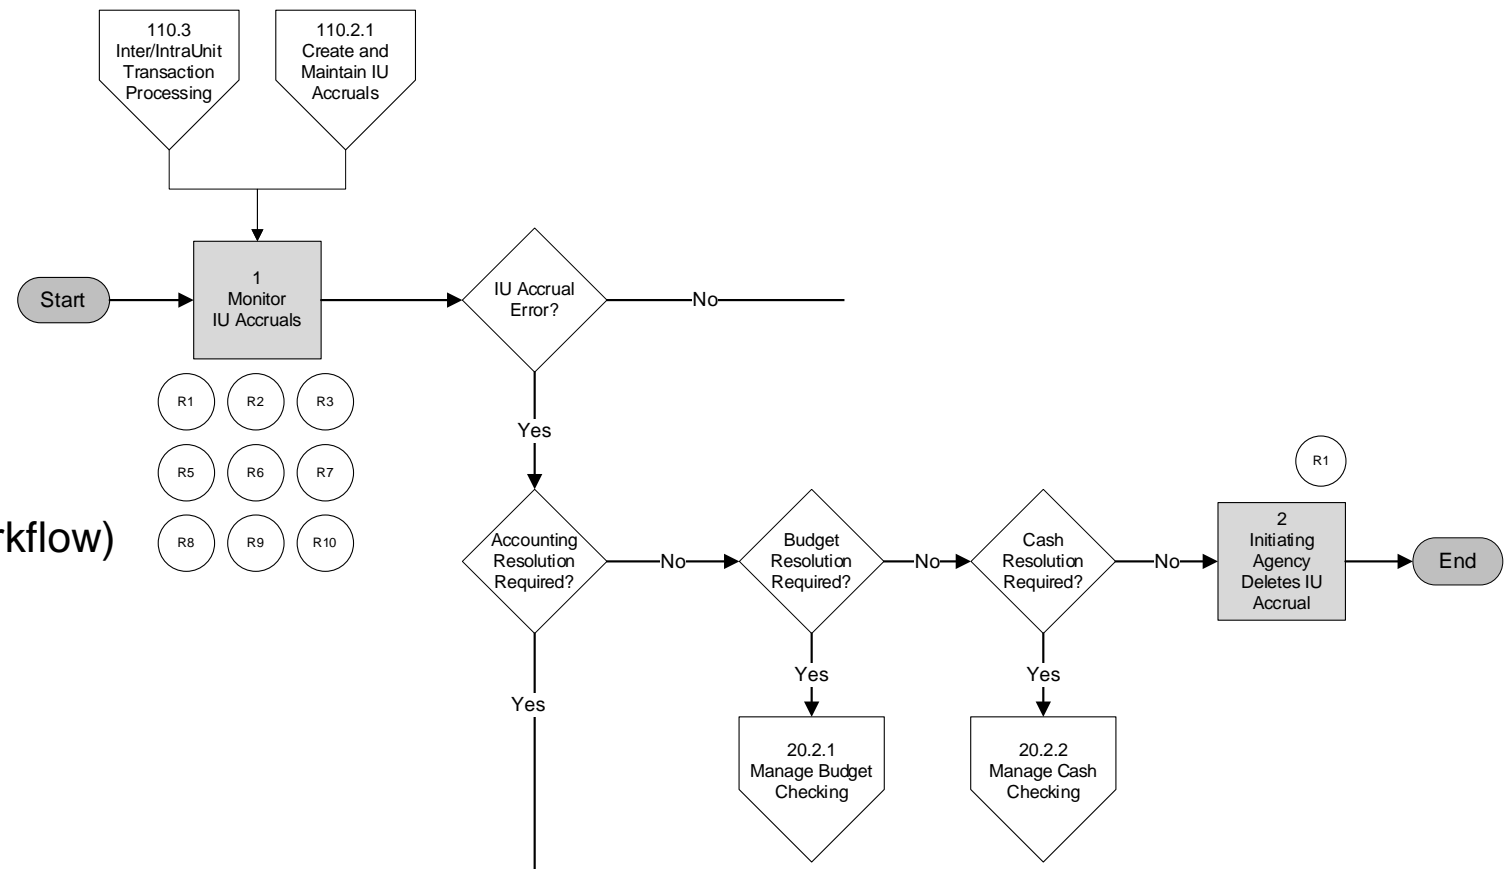 110.3
Inter/IntraUnit
Transaction
Processing
110.2.1
Create and
Maintain IU
Accruals
Start
1
Monitor
IU Accruals
IU Accrual
Error?
No
R1
R2
R3
Yes
R5
R6
R7
R1
rkflow)
R8
R9
R10
Accounting
Resolution
Required?
No
Budget
Resolution
Required?
No
Cash
Resolution
Required?
No
2
Initiating
Agency
Deletes IU
Accrual
End
Yes
Yes
Yes
20.2.1
Manage Budget
Checking
20.2.2
Manage Cash
Checking